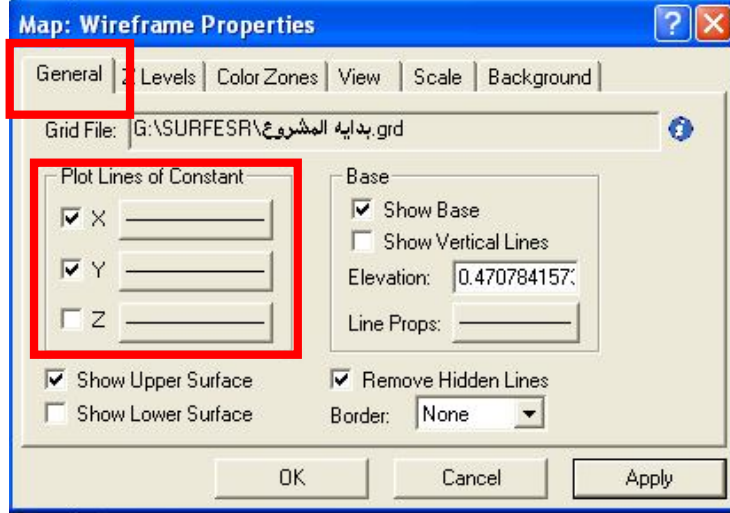 Map: Wireframe Properties
General Z Levels Color Zones View Scale Background
Grid File: G:\SURFESR\بدايه المشروع.grd
Plot Lines of Constant
X
Y
Z
Base
Show Base
Show Vertical Lines
Elevation: 0.470784157
Line Props:
Show Upper Surface
Show Lower Surface
Remove Hidden Lines
Border: None
OK Cancel Apply